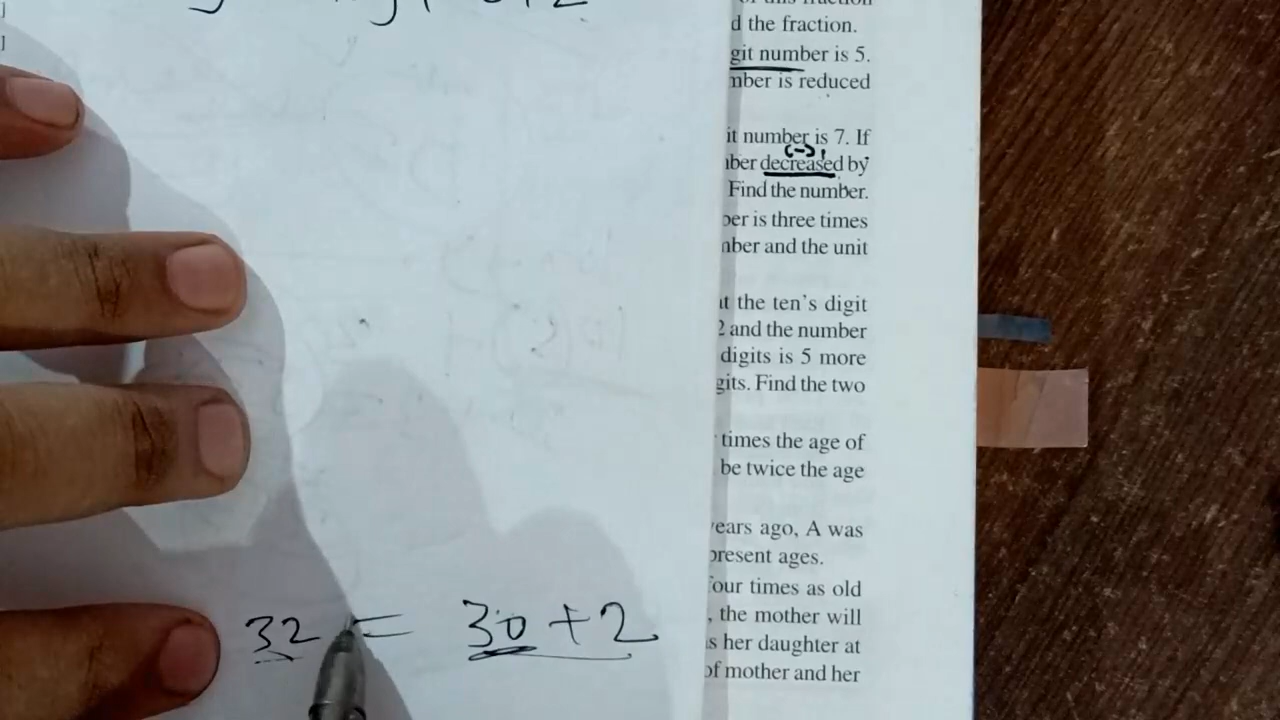 d the fraction.
git number is 5.
mber is reduced
it number is 7. If
(-)
ber decreased by
Find the number.
ber is three times
nber and the unit
at the ten's digit
2 and the number
digits is 5 more
gits. Find the two
times the age of
be twice the age
ears ago, A was
present ages.
four times as old
, the mother will
s her daughter at
of mother and her
32 = 30 + 2